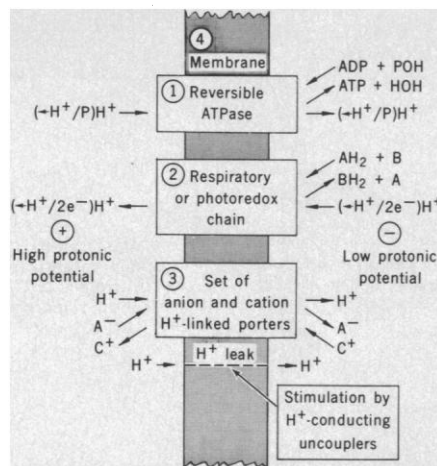 ④
Membrane
① Reversible
ATPase
ADP + POH
ATP + HOH
(←H⁺/P)H⁺
(←H⁺/P)H⁺
② Respiratory
or photoredox
chain
AH₂ + B
BH₂ + A
(←H⁺/2e⁻)H⁺
(←H⁺/2e⁻)H⁺
+
High protonic
potential
−
Low protonic
potential
③ Set of
anion and cation
H⁺-linked porters
H⁺
A⁻
C⁺
H⁺
A⁻
C⁺
H⁺ leak
H⁺
H⁺
Stimulation by
H⁺-conducting
uncouplers